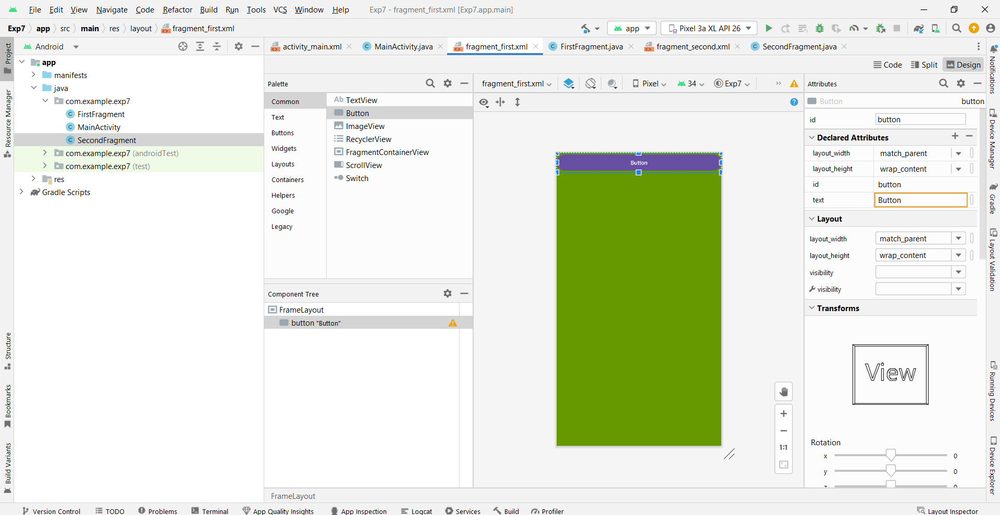 File Edit View Navigate Code Refactor Build Run Tools VCS Window Help Exp7 - fragment_first.xml [Exp7.app.main]
Exp7 app src main res layout fragment_first.xml app Pixel 3a XL API 26
Project
Android
activity_main.xml MainActivity.java fragment_first.xml FirstFragment.java fragment_second.xml SecondFragment.java
Notifications
app
manifests
java
com.example.exp7
FirstFragment
MainActivity
SecondFragment
com.example.exp7 (androidTest)
com.example.exp7 (test)
res
Gradle Scripts
Resource Manager
Structure
Bookmarks
Build Variants
Code Split Design
Palette
Common
Text
Buttons
Widgets
Layouts
Containers
Helpers
Google
Legacy
Ab TextView
Button
ImageView
RecyclerView
FragmentContainerView
ScrollView
Switch
Component Tree
FrameLayout
button "Button"
fragment_first.xml Pixel 34 Exp7
?
Button
1:1
FrameLayout
Attributes
Button button
id button
Declared Attributes
layout_width match_parent
layout_height wrap_content
id button
text Button
Layout
layout_width match_parent
layout_height wrap_content
visibility
visibility
Transforms
View
Rotation
x 0
y 0
z 0
Device Manager
Gradle
Layout Validation
Running Devices
Device Explorer
Version Control TODO Problems Terminal App Quality Insights App Inspection Logcat Services Build Profiler Layout Inspector